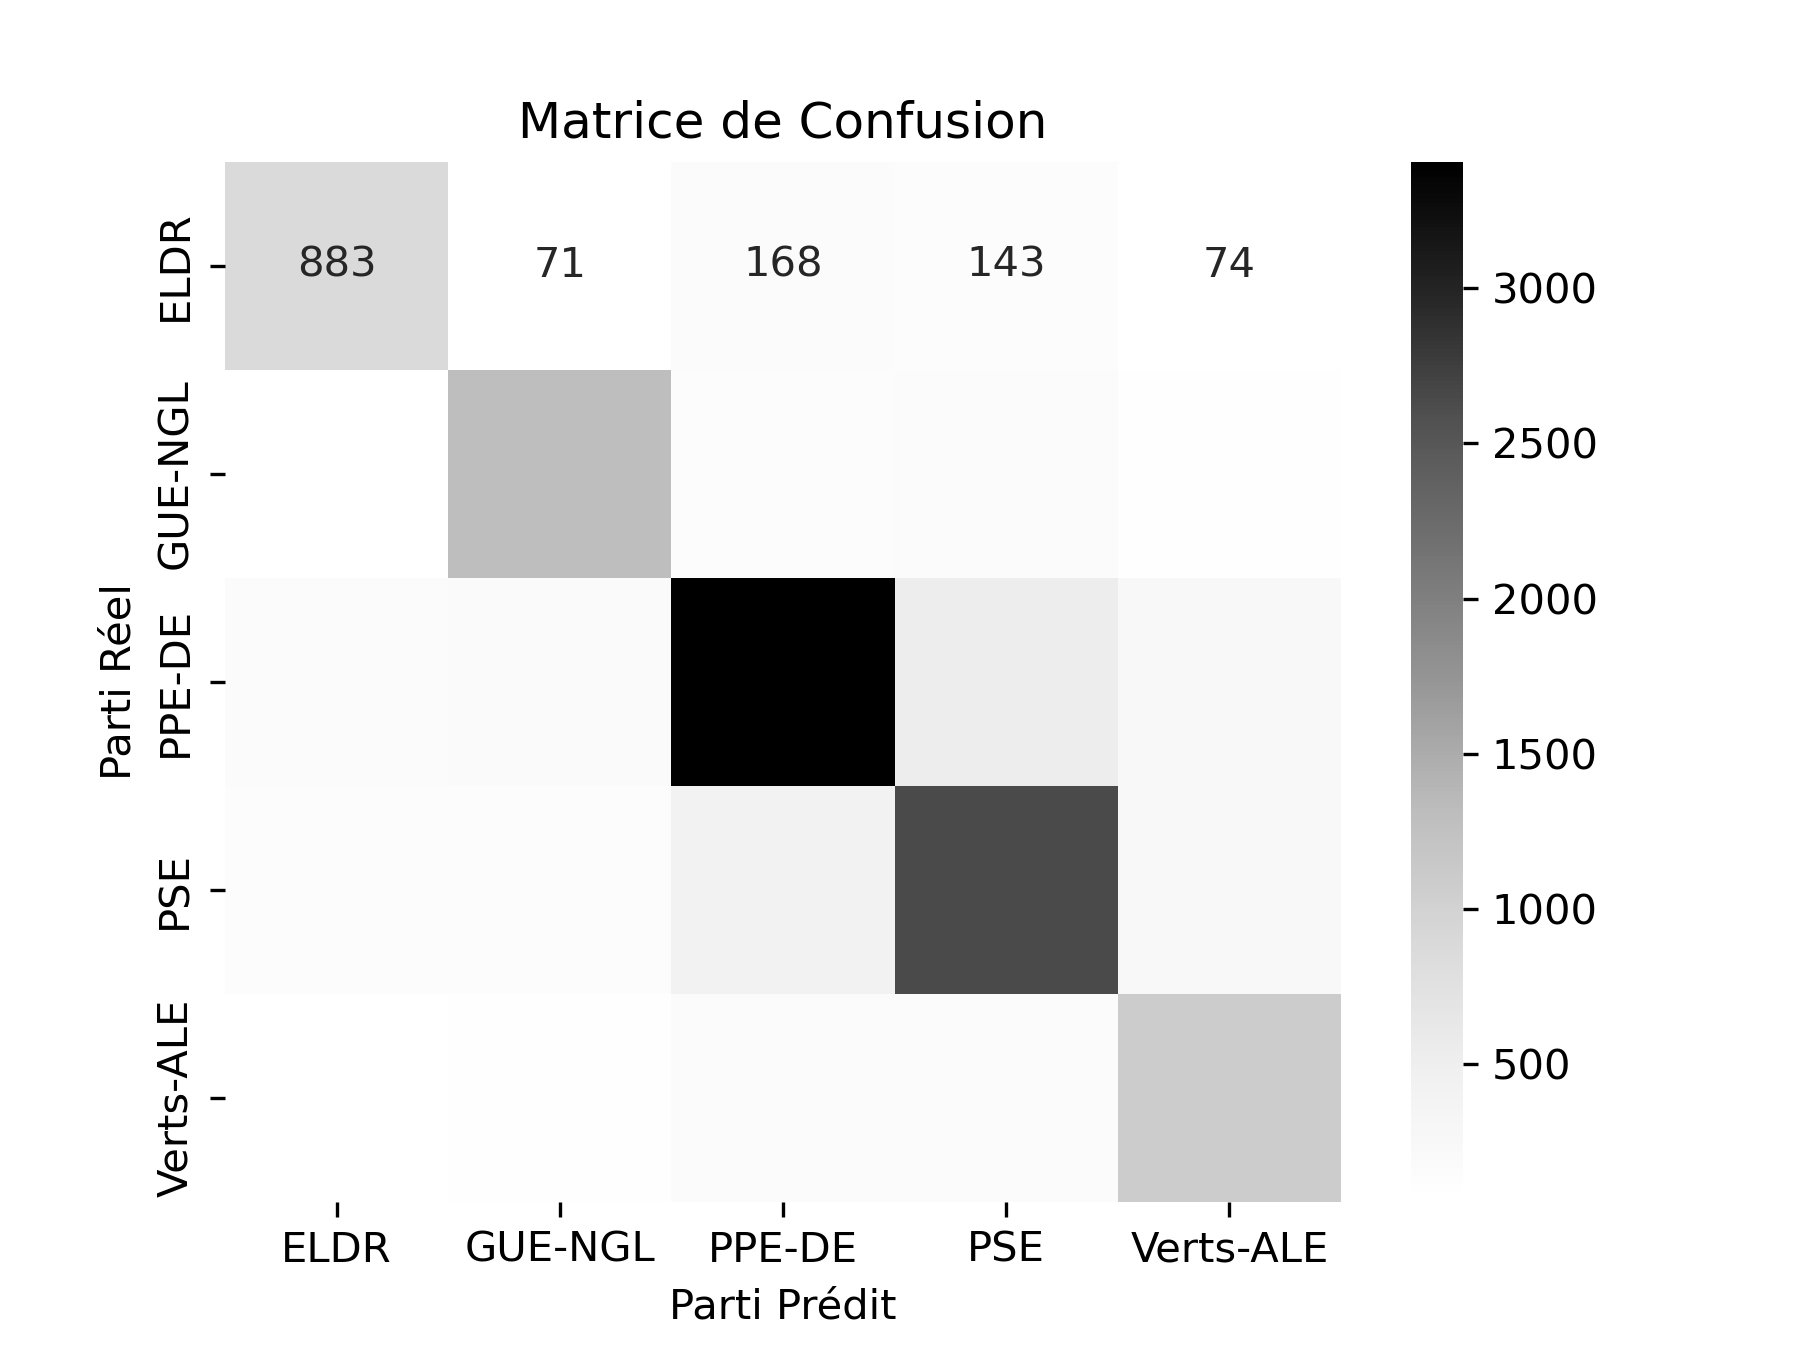 Matrice de Confusion
Parti Réel
ELDR
883 71 168 143 74
GUE-NGL
PPE-DE
PSE
Verts-ALE
ELDR GUE-NGL PPE-DE PSE Verts-ALE
Parti Prédit
3000
2500
2000
1500
1000
500